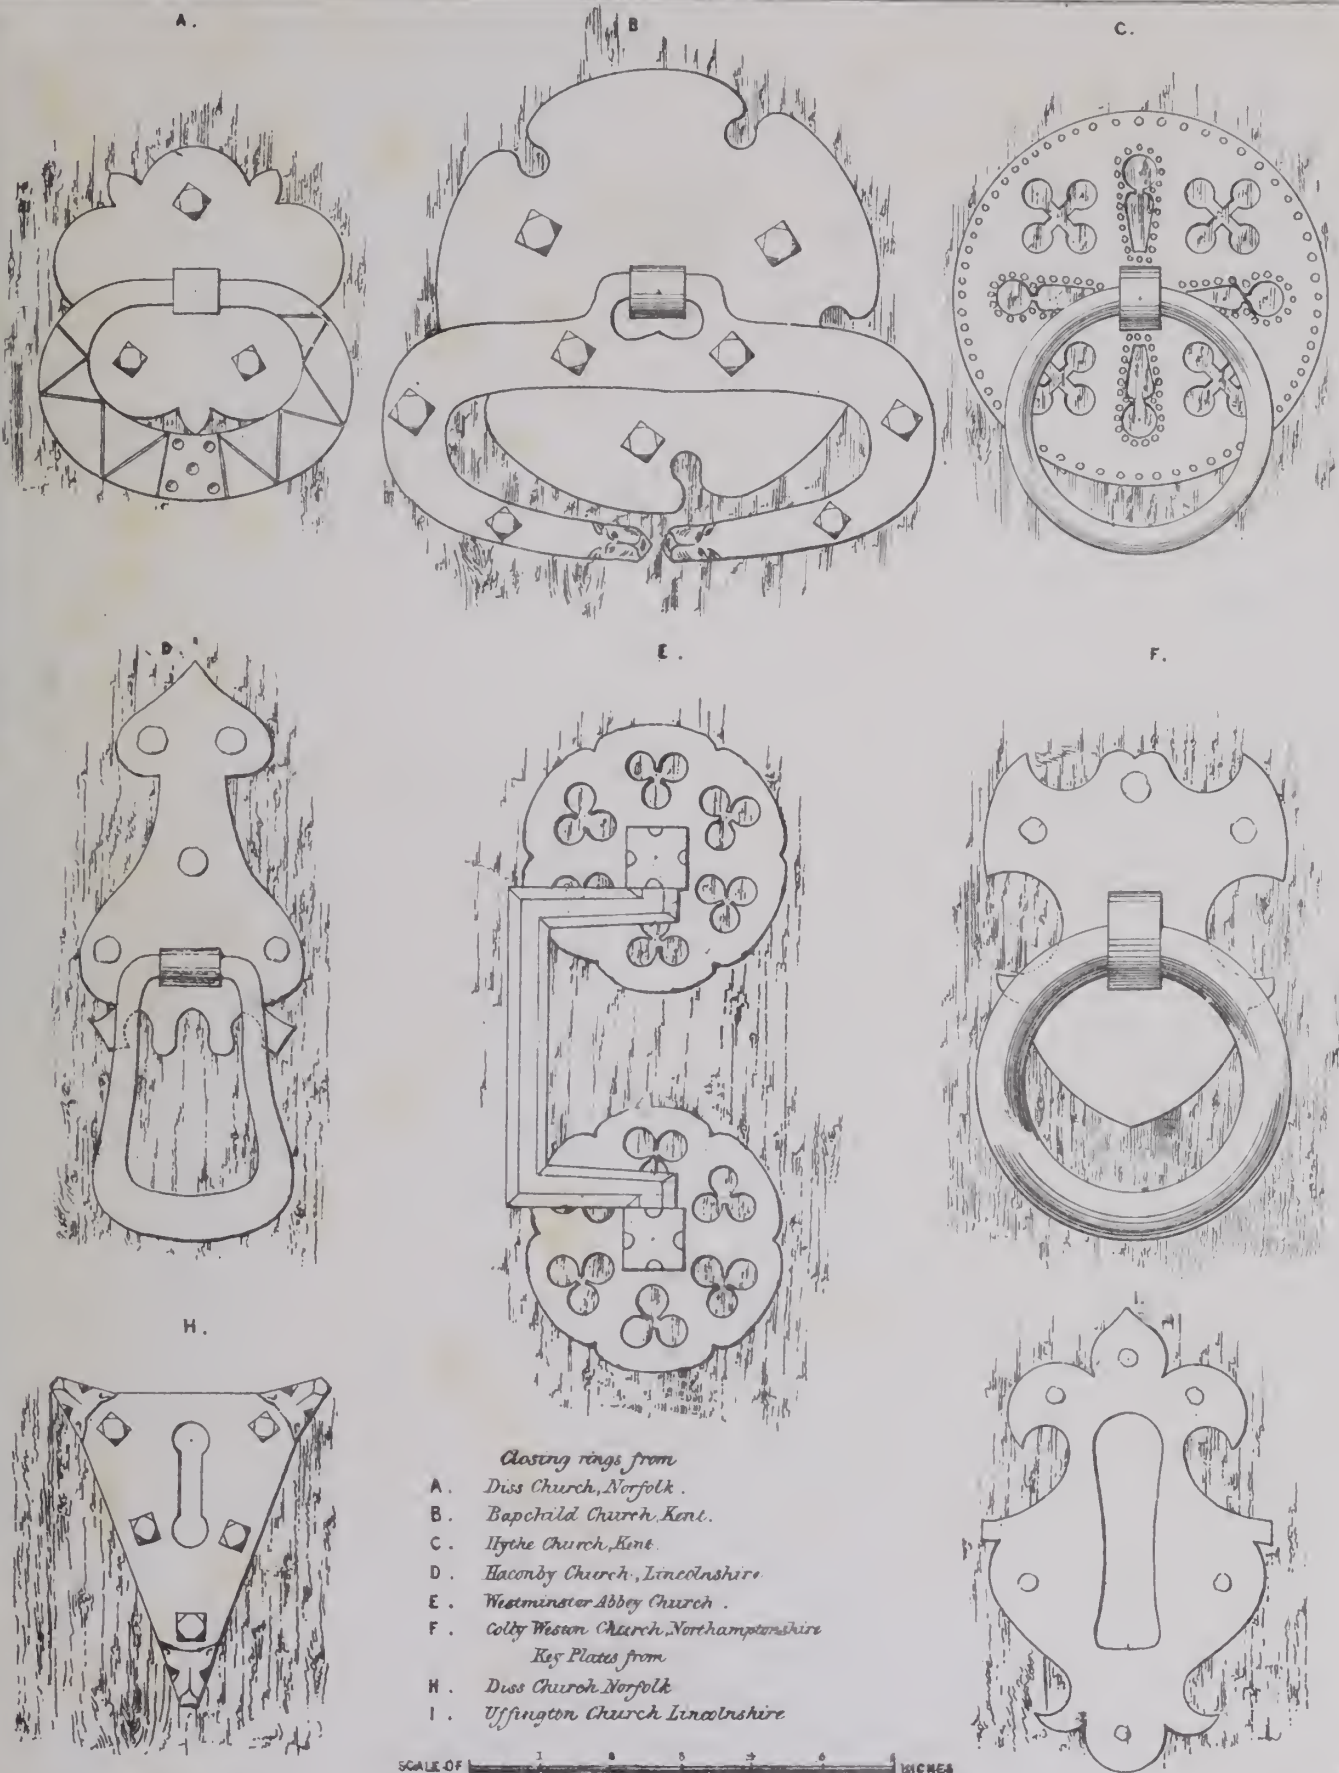 A.
B
C.
D
E.
F.
H.
I.
Closing rings from
A. Diss Church, Norfolk.
B. Bapchild Church, Kent.
C. Hythe Church, Kent
D. Haconby Church, Lincolnshire
E. Westminster Abbey Church.
F. Colly Weston Church, Northamptonshire
Key Plates from
H. Diss Church Norfolk
I. Uffington Church Lincolnshire
SCALE OF INCHES